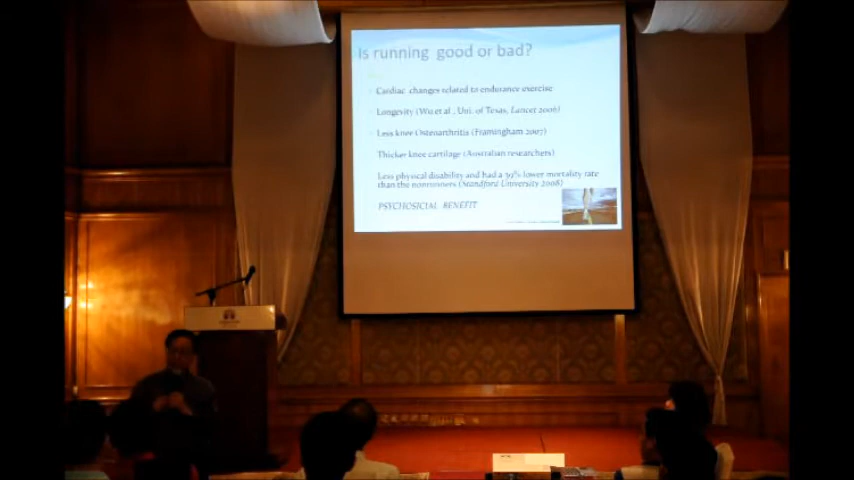 Is running good or bad?
Cardiac changes related to endurance exercise
Longevity (Wu et al , Uni. of Texas, Lancet 2006)
Less knee Osteoarthritis (Framingham 2007)
Thicker knee cartilage (Australian researchers)
Less physical disability and had a 39% lower mortality rate
than the nonrunners (Standford University 2008)
PSYCHOSICIAL BENEFIT